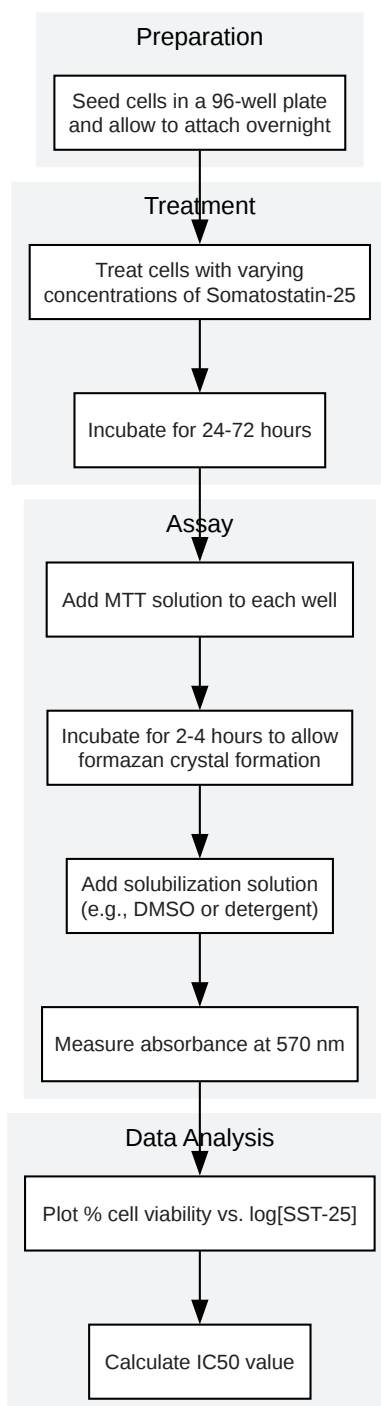 Preparation
Seed cells in a 96-well plate
and allow to attach overnight
Treatment
Treat cells with varying
concentrations of Somatostatin-25
Incubate for 24-72 hours
Assay
Add MTT solution to each well
Incubate for 2-4 hours to allow
formazan crystal formation
Add solubilization solution
(e.g., DMSO or detergent)
Measure absorbance at 570 nm
Data Analysis
Plot % cell viability vs. log[SST-25]
Calculate IC50 value